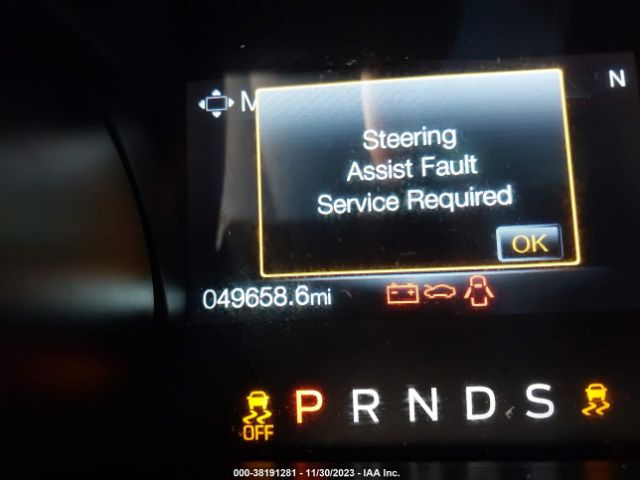 N
M
Steering
Assist Fault
Service Required
OK
049658.6mi
OFF
P R N D S
000-38191281 - 11/30/2023 - IAA Inc.